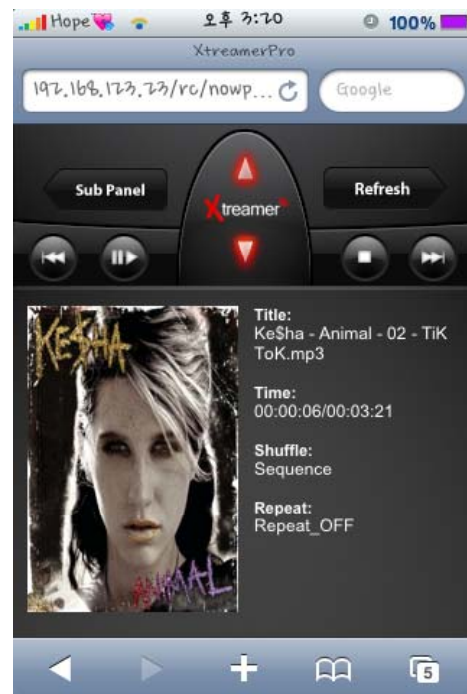 Hope
오후 3:20
100%
XtreamerPro
192.168.123.23/rc/nowp...
Google
Sub Panel
Xtreamer
Refresh
KE$HA
ANIMAL
Title:
Ke$ha - Animal - 02 - TiK
ToK.mp3
Time:
00:00:06/00:03:21
Shuffle:
Sequence
Repeat:
Repeat_OFF
5